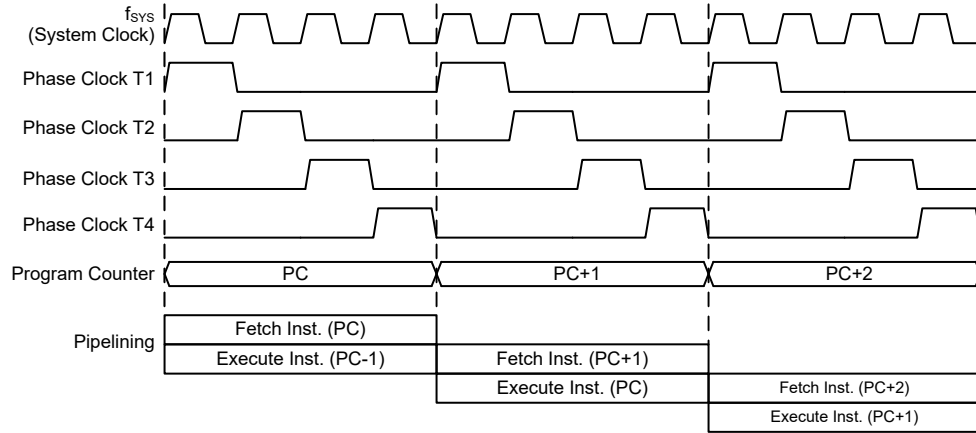 fSYS
(System Clock)
Phase Clock T1
Phase Clock T2
Phase Clock T3
Phase Clock T4
Program Counter PC PC+1 PC+2
Fetch Inst. (PC)
Pipelining
Execute Inst. (PC-1) Fetch Inst. (PC+1)
Execute Inst. (PC) Fetch Inst. (PC+2)
Execute Inst. (PC+1)